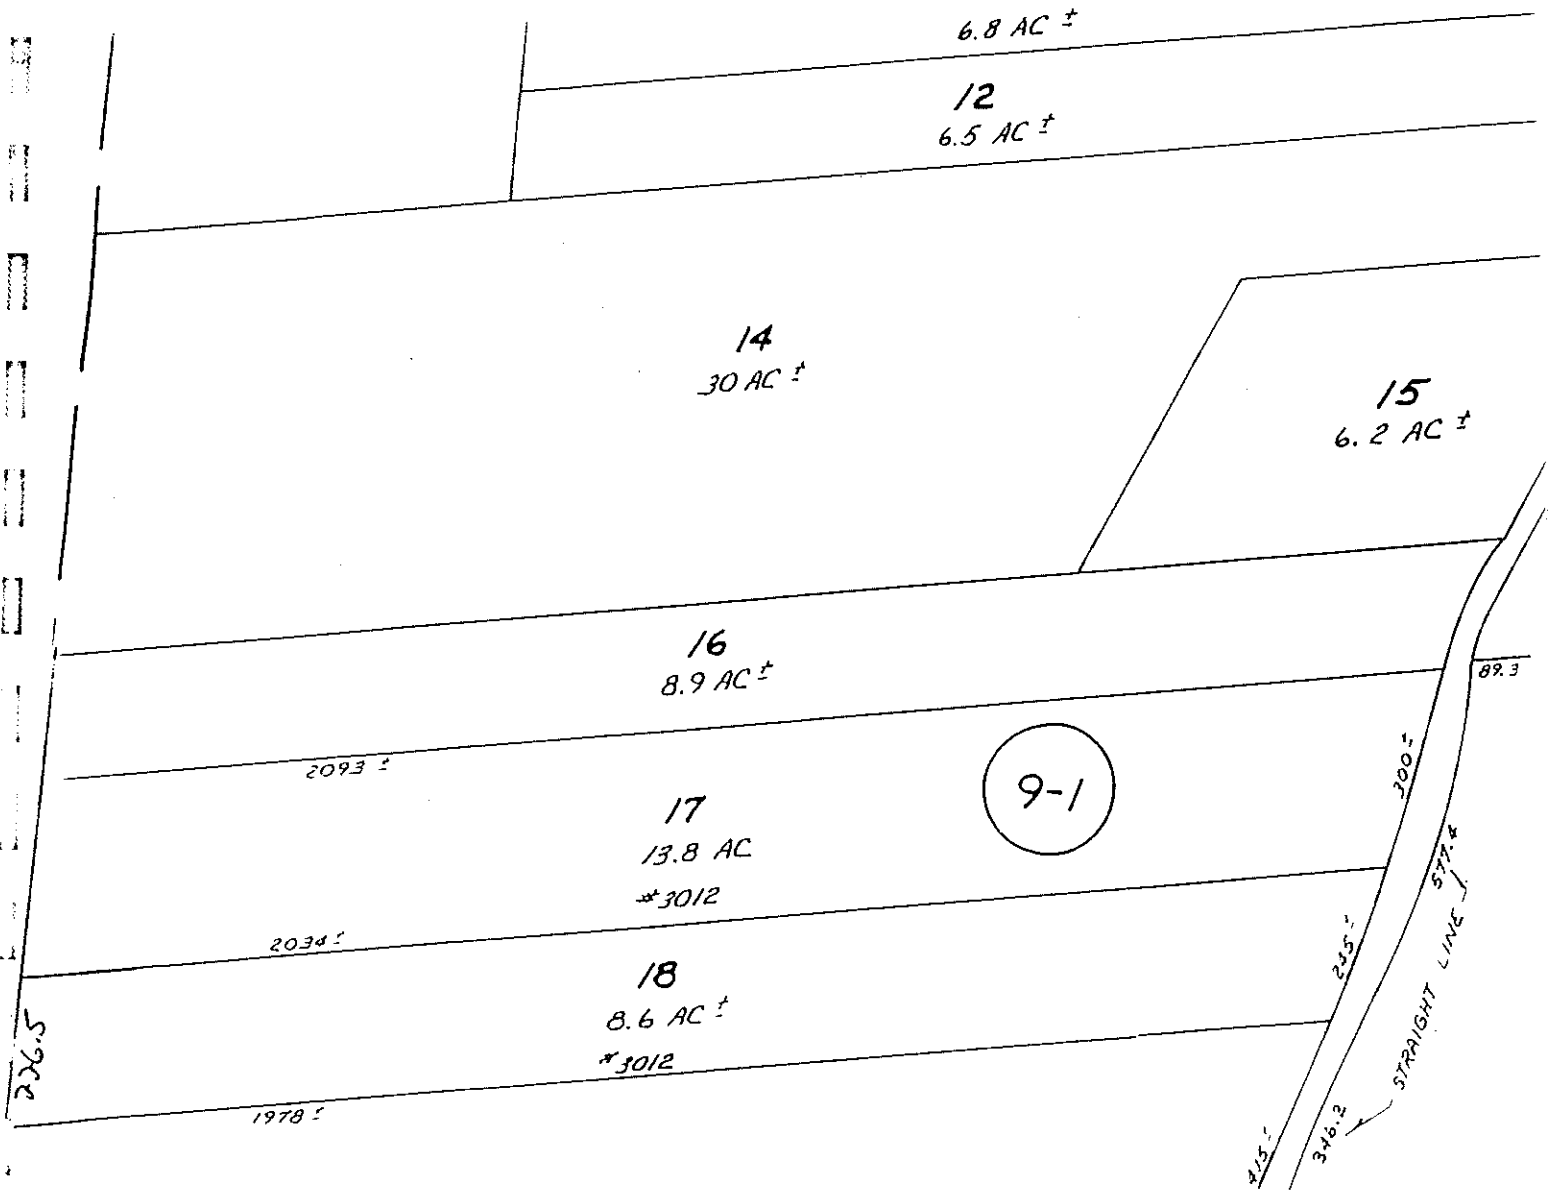 6.8 AC ±
12
6.5 AC ±
14
30 AC ±
15
6.2 AC ±
16
8.9 AC ±
89.3
2093 ±
300 ±
9-1
17
13.8 AC
#3012
577.4
2034 ±
245 ±
STRAIGHT LINE
18
8.6 AC ±
#3012
226.5
1978 ±
346.2
415 ±